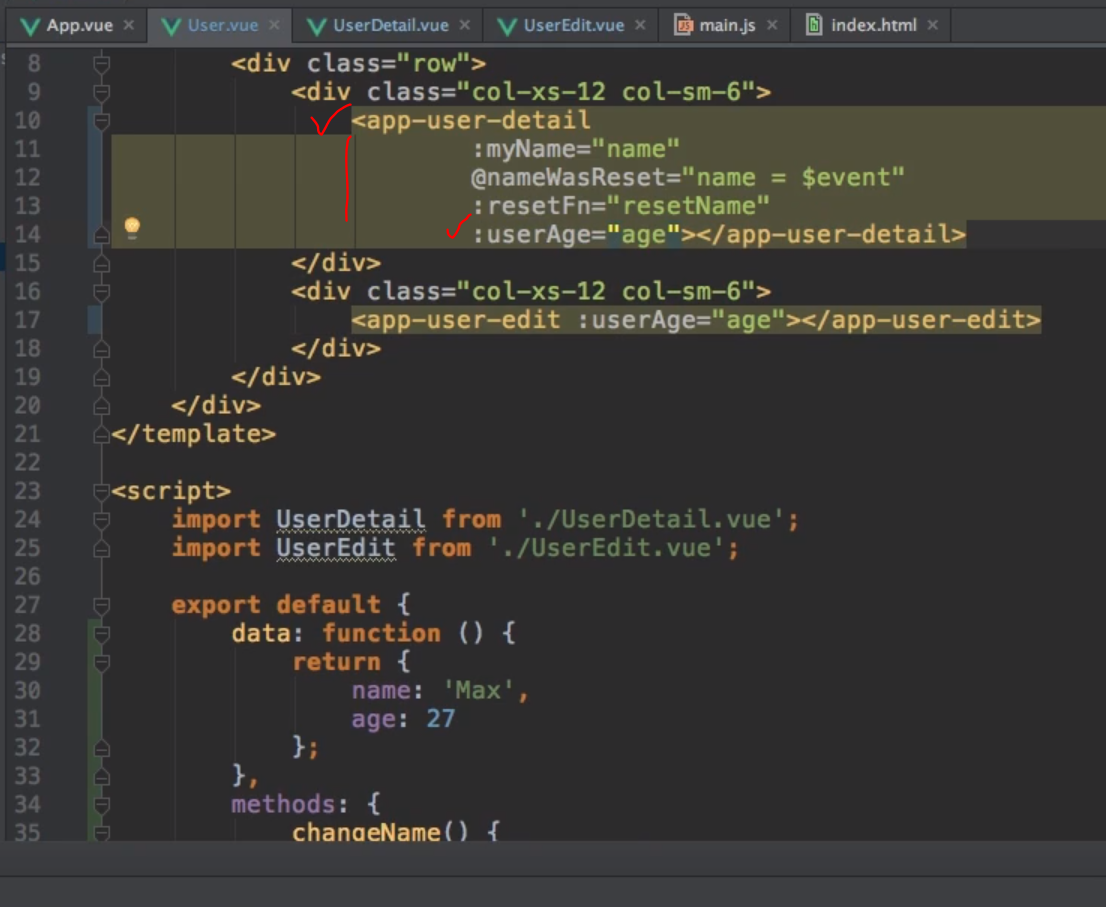 App.vue × User.vue × UserDetail.vue × UserEdit.vue × main.js × index.html ×
8 <div class="row">
9 <div class="col-xs-12 col-sm-6">
10 <app-user-detail
11 :myName="name"
12 @nameWasReset="name = $event"
13 :resetFn="resetName"
14 :userAge="age"></app-user-detail>
15 </div>
16 <div class="col-xs-12 col-sm-6">
17 <app-user-edit :userAge="age"></app-user-edit>
18 </div>
19 </div>
20 </div>
21 </template>
22
23 <script>
24 import UserDetail from './UserDetail.vue';
25 import UserEdit from './UserEdit.vue';
26
27 export default {
28 data: function () {
29 return {
30 name: 'Max',
31 age: 27
32 };
33 },
34 methods: {
35 changeName() {